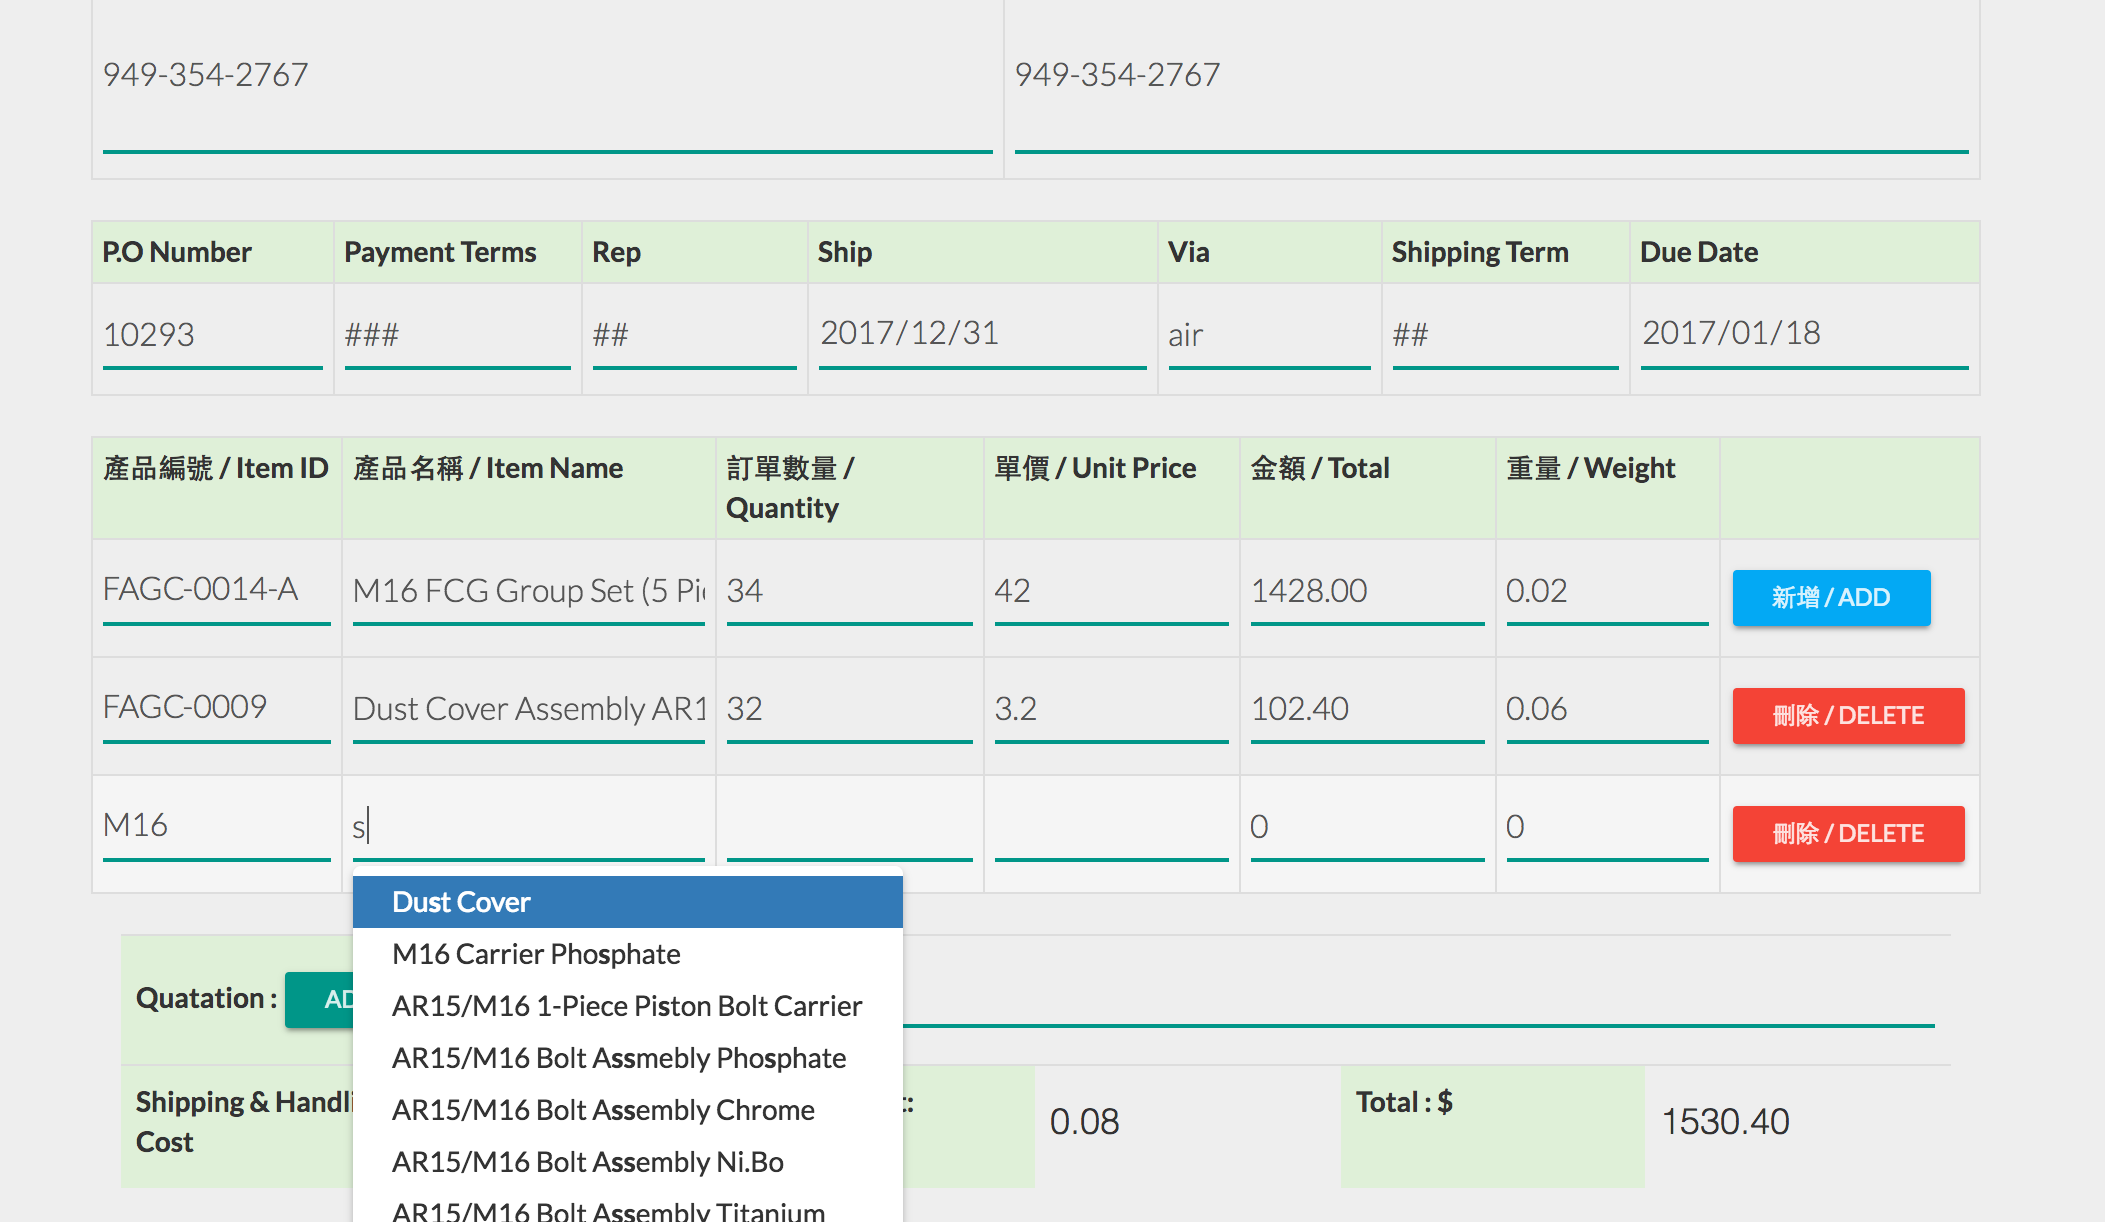 949-354-2767
949-354-2767
P.O Number Payment Terms Rep Ship Via Shipping Term Due Date
10293 ### ## 2017/12/31 air ## 2017/01/18
產品編號 / Item ID 產品名稱 / Item Name 訂單數量 / Quantity 單價 / Unit Price 金額 / Total 重量 / Weight
FAGC-0014-A M16 FCG Group Set (5 Pi 34 42 1428.00 0.02 新增 / ADD
FAGC-0009 Dust Cover Assembly AR1 32 3.2 102.40 0.06 刪除 / DELETE
M16 s 0 0 刪除 / DELETE
Dust Cover
M16 Carrier Phosphate
AR15/M16 1-Piece Piston Bolt Carrier
AR15/M16 Bolt Assmebly Phosphate
AR15/M16 Bolt Assembly Chrome
AR15/M16 Bolt Assembly Ni.Bo
AR15/M16 Bolt Assembly Titanium
Quatation : AD
Shipping & Handli
Cost
t:
0.08
Total : $
1530.40